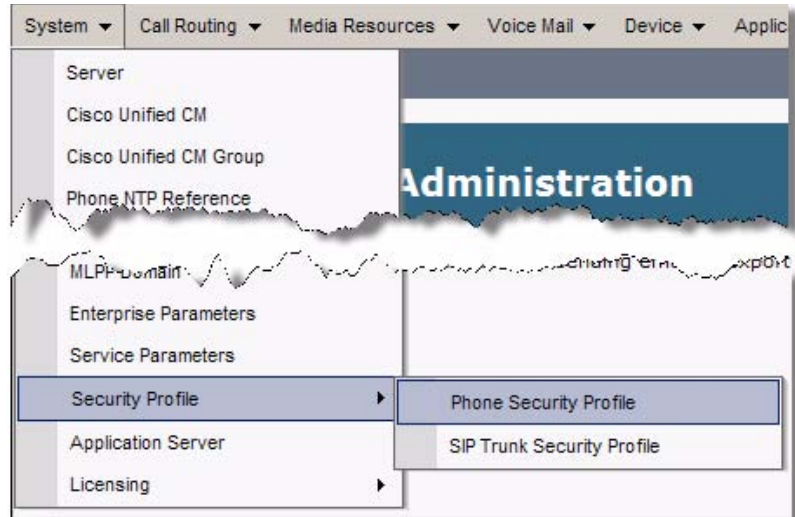 System Call Routing Media Resources Voice Mail Device Applic
Server
Cisco Unified CM
Cisco Unified CM Group
Administration
Phone NTP Reference
MLPP Domain
Enterprise Parameters
Service Parameters
Security Profile
Phone Security Profile
Application Server
SIP Trunk Security Profile
Licensing